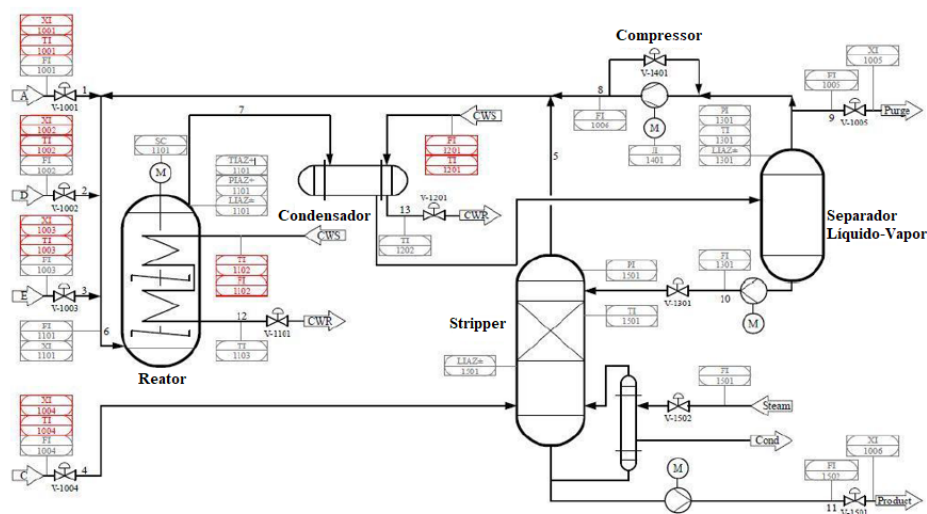 Compressor
XI
1001
TI
1001
FI
1001
A
V-1001
1
XI
1002
TI
1002
FI
1002
D
V-1002
2
XI
1003
TI
1003
FI
1003
E
V-1003
3
FI
1101
XI
1101
6
XI
1004
TI
1004
FI
1004
C
V-1004
4
7
SC
1101
M
TIAZ
1101
PIAZ
1101
LIAZ
1101
Reator
CWS
TI
1102
FI
1102
12
V-1101
CWR
TI
1103
CWS
FI
1201
TI
1201
Condensador
13
V-1201
CWR
TI
1202
V-1401
8
FI
1006
M
JI
1401
5
PI
1301
TI
1301
LIAZ
1301
FI
1005
XI
1005
9
V-1005
Purge
Separador
Líquido-Vapor
FI
1301
V-1301
10
M
PI
1501
TI
1501
Stripper
LIAZ
1501
FI
1501
V-1502
Steam
Cond
M
FI
1502
XI
1006
11
V-1501
Product